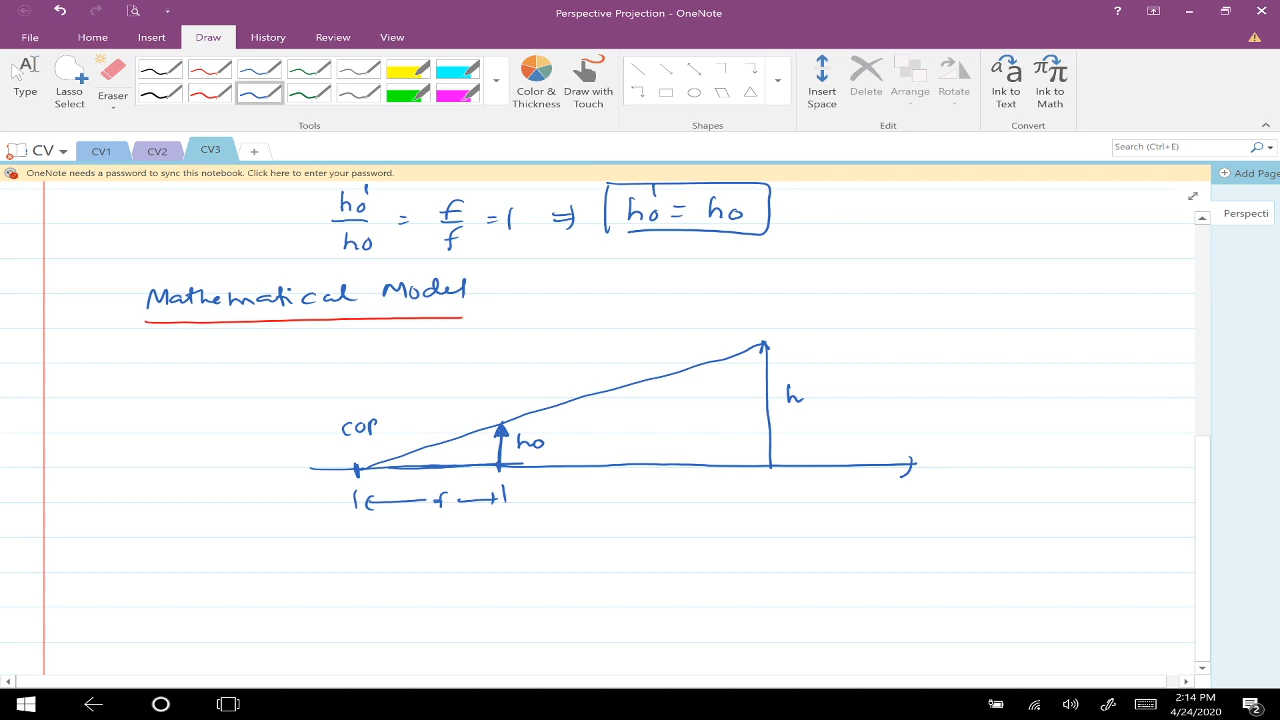 Perspective Projection - OneNote
File Home Insert Draw History Review View
Type
Lasso Select
Eraser
Color & Thickness
Draw with Touch
Insert Space
Delete
Arrange
Rotate
Ink to Text
Ink to Math
Tools
Shapes
Edit
Convert
CV CV1 CV2 CV3
Search (Ctrl+E)
OneNote needs a password to sync this notebook. Click here to enter your password.
Add Page
Perspecti
ho'/ho = f/f = 1 ⇒ ho' = ho
Mathematical Model
h
COP
ho
f
2:14 PM
4/24/2020
2